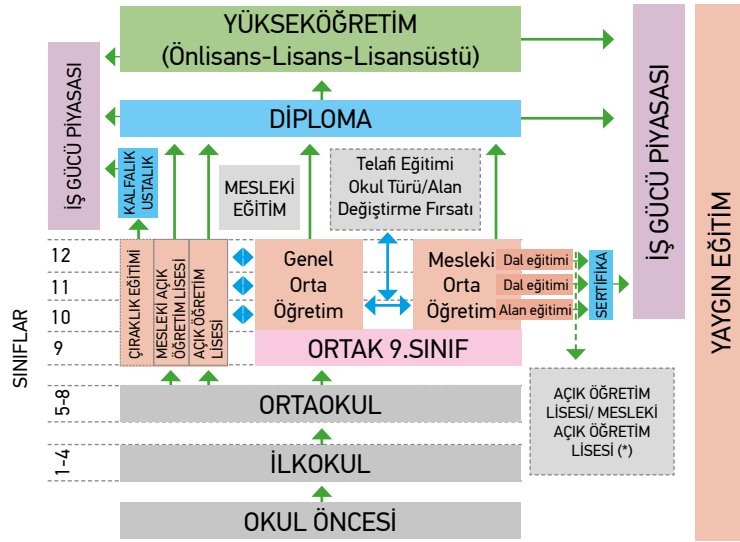 YÜKSEKÖĞRETİM
(Önlisans-Lisans-Lisansüstü)
İŞ GÜCÜ PİYASASI
İŞ GÜCÜ PİYASASI
YAYGIN EĞİTİM
DİPLOMA
KALFALIK
USTALIK
MESLEKİ
EĞİTİM
Telafi Eğitimi
Okul Türü/Alan
Değiştirme Fırsatı
SINIFLAR
12
11
10
9
5-8
1-4
ÇIRAKLIK EĞİTİMİ
MESLEKİ AÇIK
ÖĞRETİM LİSESİ
AÇIK ÖĞRETİM
LİSESİ
Genel
Orta
Öğretim
Mesleki
Orta
Öğretim
Dal eğitimi
Dal eğitimi
Alan eğitimi
SERTİFİKA
ORTAK 9.SINIF
AÇIK ÖĞRETİM
LİSESİ/ MESLEKİ
AÇIK ÖĞRETİM
LİSESİ (*)
ORTAOKUL
İLKOKUL
OKUL ÖNCESİ